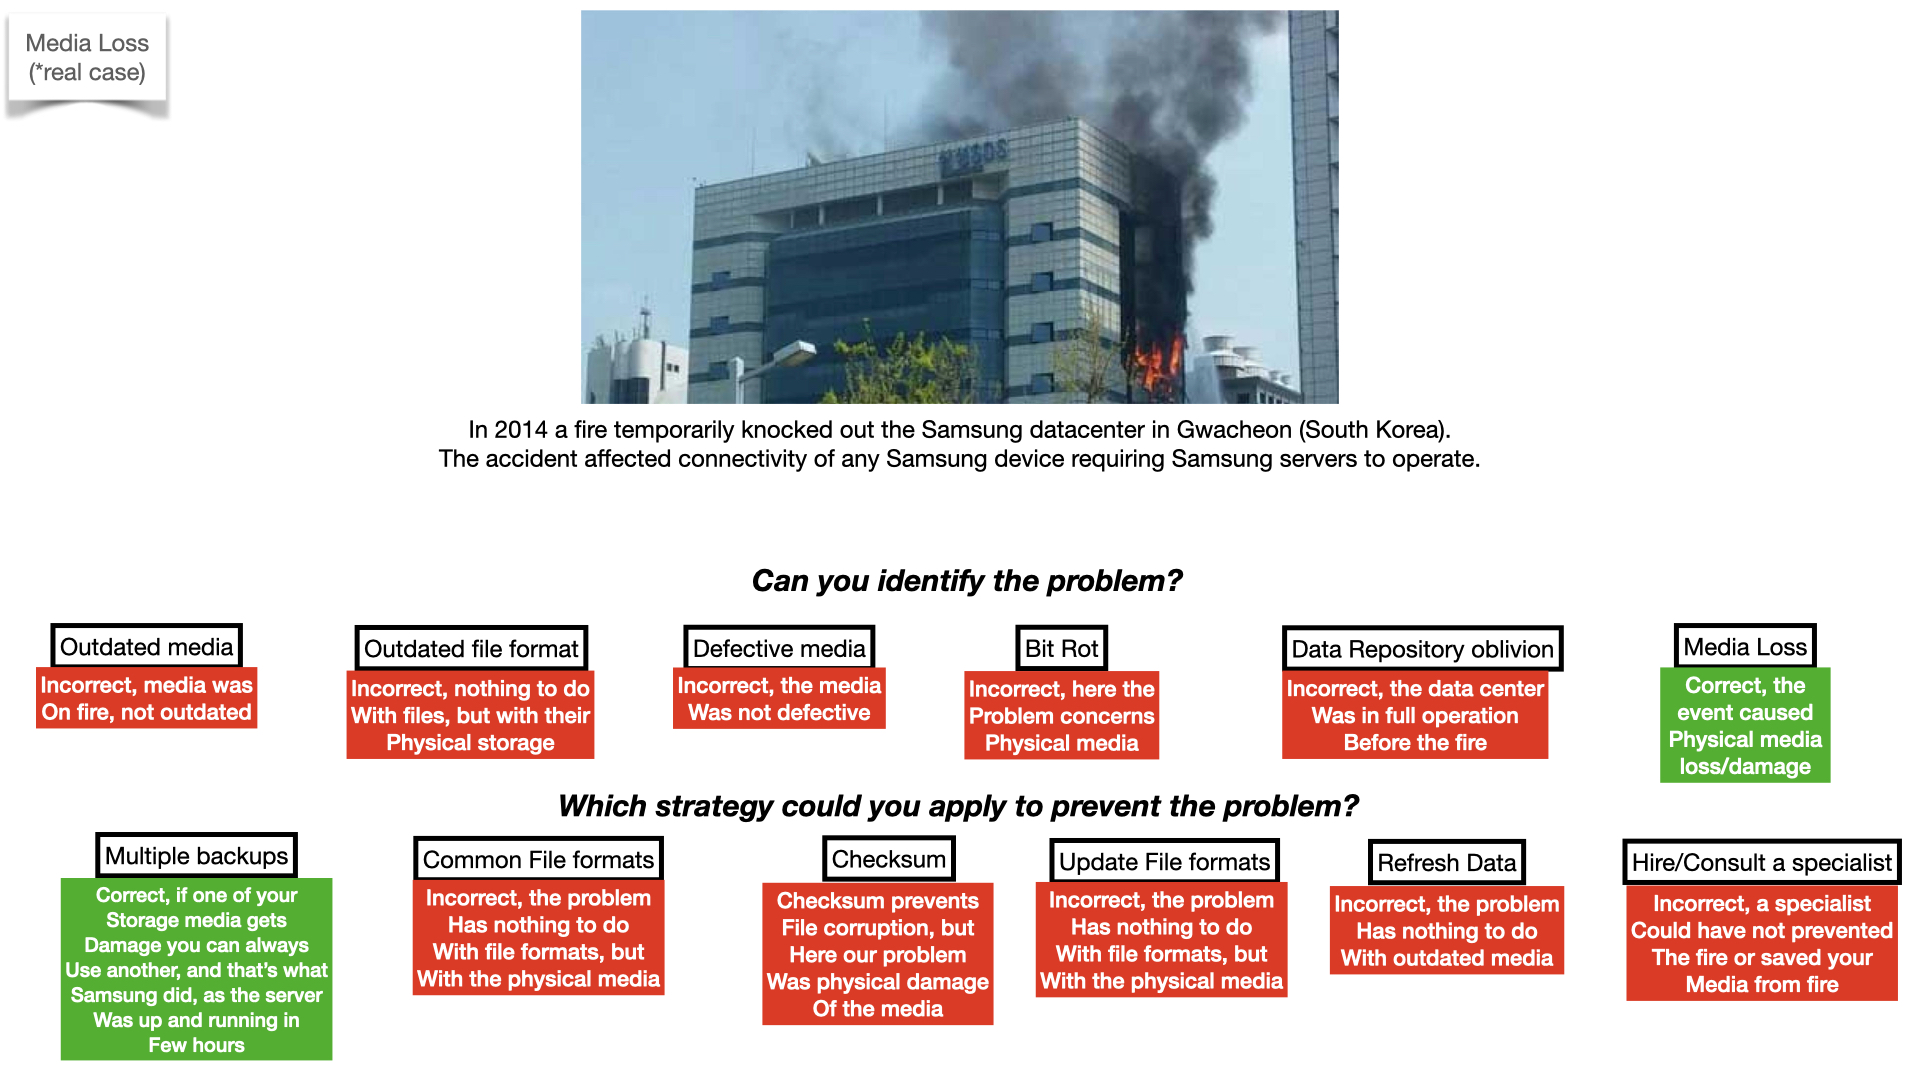 Media Loss
(*real case)
In 2014 a fire temporarily knocked out the Samsung datacenter in Gwacheon (South Korea).
The accident affected connectivity of any Samsung device requiring Samsung servers to operate.
Can you identify the problem?
Outdated media
Incorrect, media was
On fire, not outdated
Outdated file format
Incorrect, nothing to do
With files, but with their
Physical storage
Defective media
Incorrect, the media
Was not defective
Bit Rot
Incorrect, here the
Problem concerns
Physical media
Data Repository oblivion
Incorrect, the data center
Was in full operation
Before the fire
Media Loss
Correct, the
event caused
Physical media
loss/damage
Which strategy could you apply to prevent the problem?
Multiple backups
Correct, if one of your
Storage media gets
Damage you can always
Use another, and that's what
Samsung did, as the server
Was up and running in
Few hours
Common File formats
Incorrect, the problem
Has nothing to do
With file formats, but
With the physical media
Checksum
Checksum prevents
File corruption, but
Here our problem
Was physical damage
Of the media
Update File formats
Incorrect, the problem
Has nothing to do
With file formats, but
With the physical media
Refresh Data
Incorrect, the problem
Has nothing to do
With outdated media
Hire/Consult a specialist
Incorrect, a specialist
Could have not prevented
The fire or saved your
Media from fire